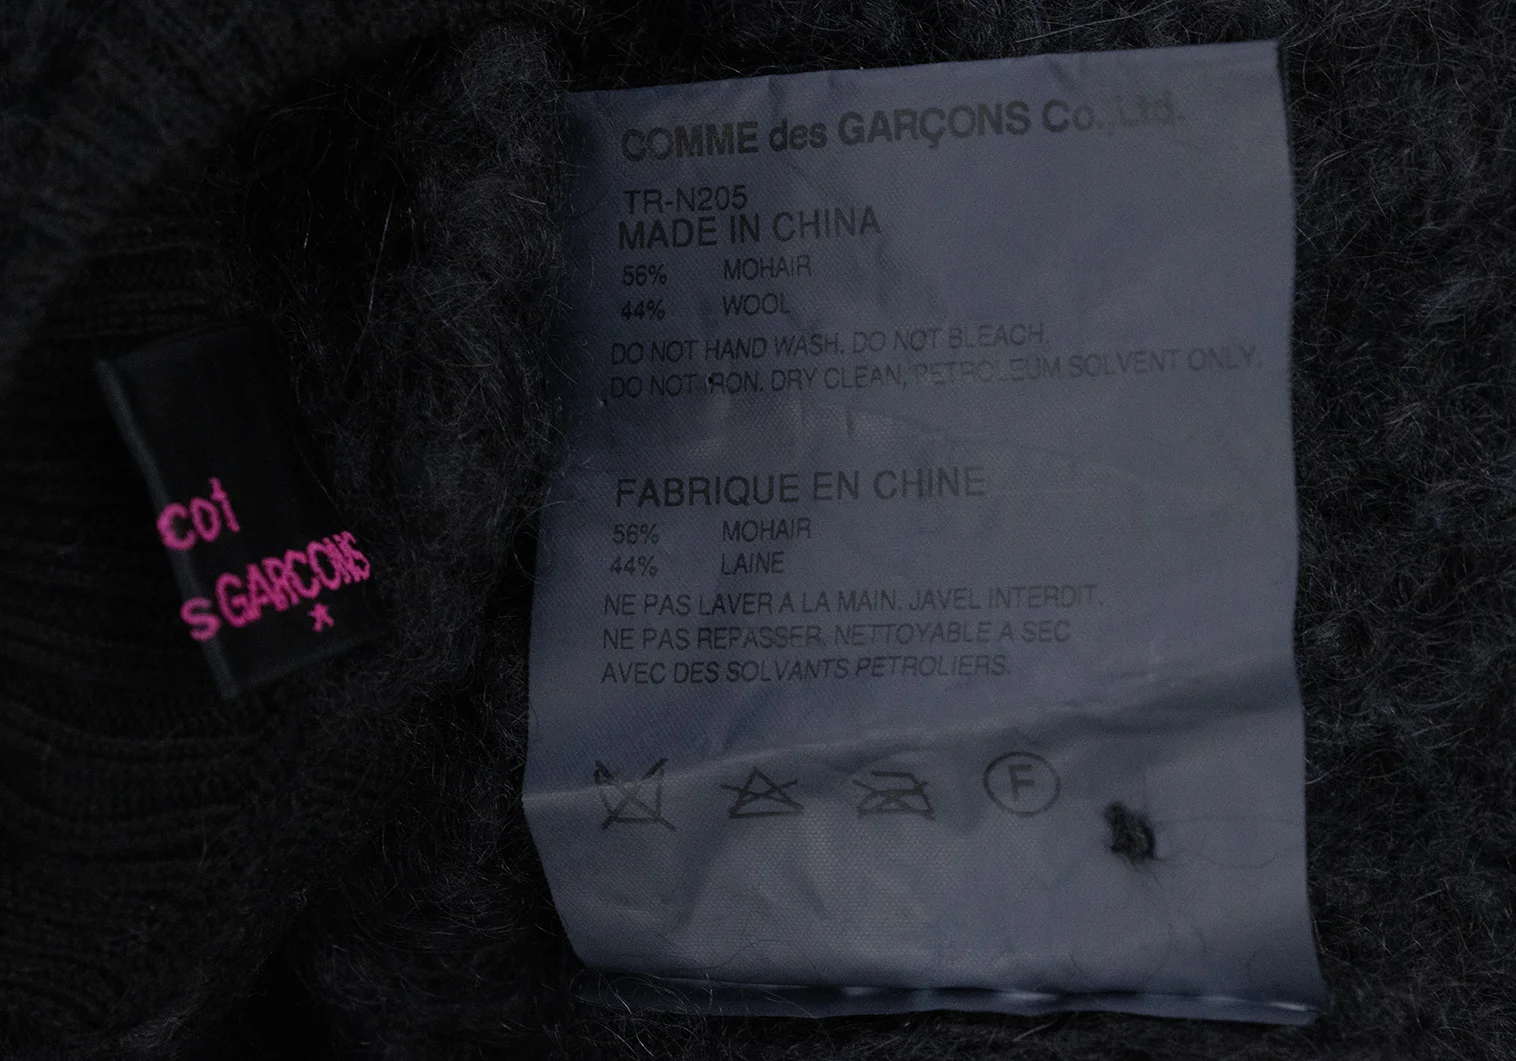 co
s GARCONS
COMME des GARÇONS Co.,Ltd.
TR-N205
MADE IN CHINA
56% MOHAIR
44% WOOL
DO NOT HAND WASH. DO NOT BLEACH,
DO NOT IRON. DRY CLEAN, PETROLEUM SOLVENT ONLY.
FABRIQUE EN CHINE
56% MOHAIR
44% LAINE
NE PAS LAVER A LA MAIN. JAVEL INTERDIT.
NE PAS REPASSER. NETTOYABLE A SEC
AVEC DES SOLVANTS PETROLIERS.
F